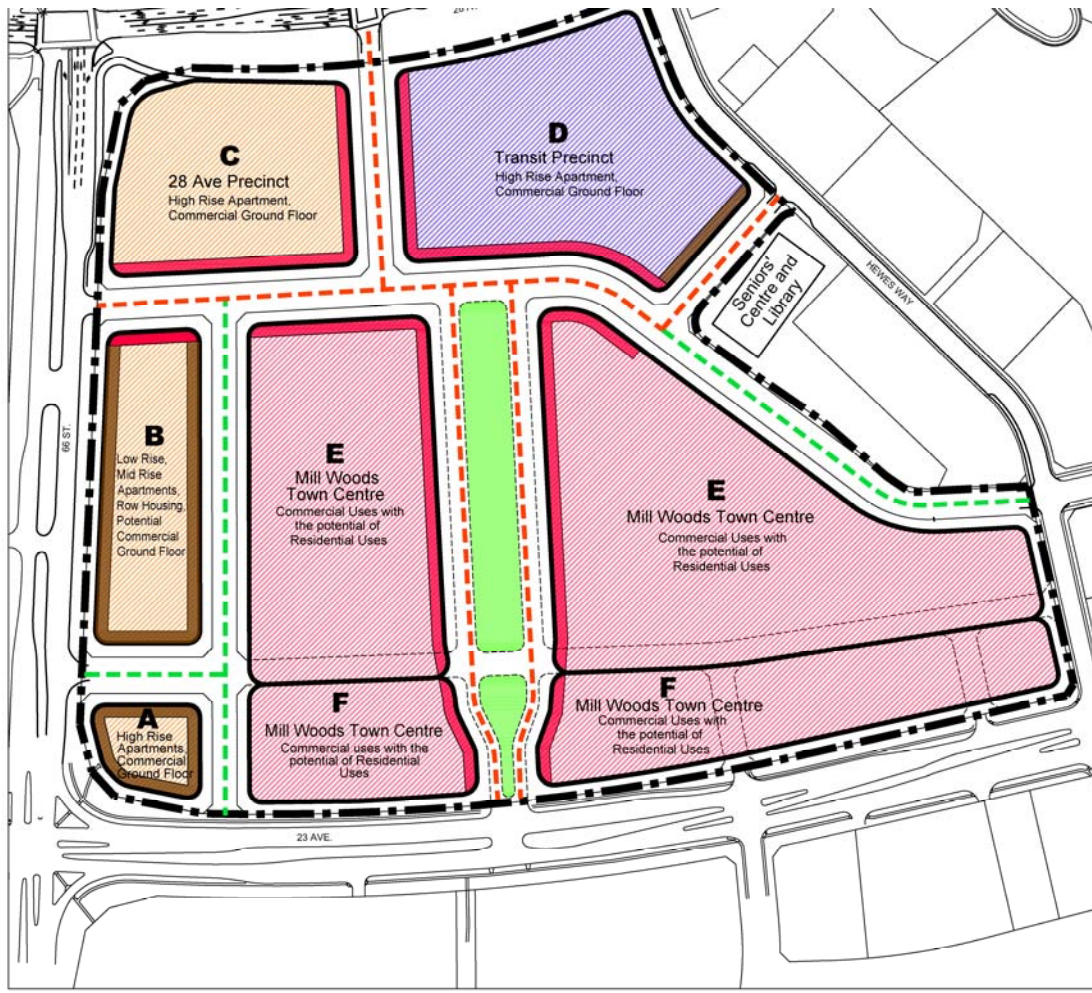 C
28 Ave Precinct
High Rise Apartment,
Commercial Ground Floor
D
Transit Precinct
High Rise Apartment,
Commercial Ground Floor
Seniors'
Centre and
Library
HEWES WAY
66 ST.
B
Low Rise,
Mid Rise
Apartments,
Row Housing,
Potential
Commercial
Ground Floor
E
Mill Woods
Town Centre
Commercial Uses with
the potential of
Residential Uses
E
Mill Woods Town Centre
Commercial Uses with
the potential of
Residential Uses
A
High Rise
Apartments,
Commercial
Ground Floor
F
Mill Woods Town Centre
Commercial uses with the
potential of Residential
Uses
F
Mill Woods Town Centre
Commercial Uses with
the potential of
Residential Uses
23 AVE.